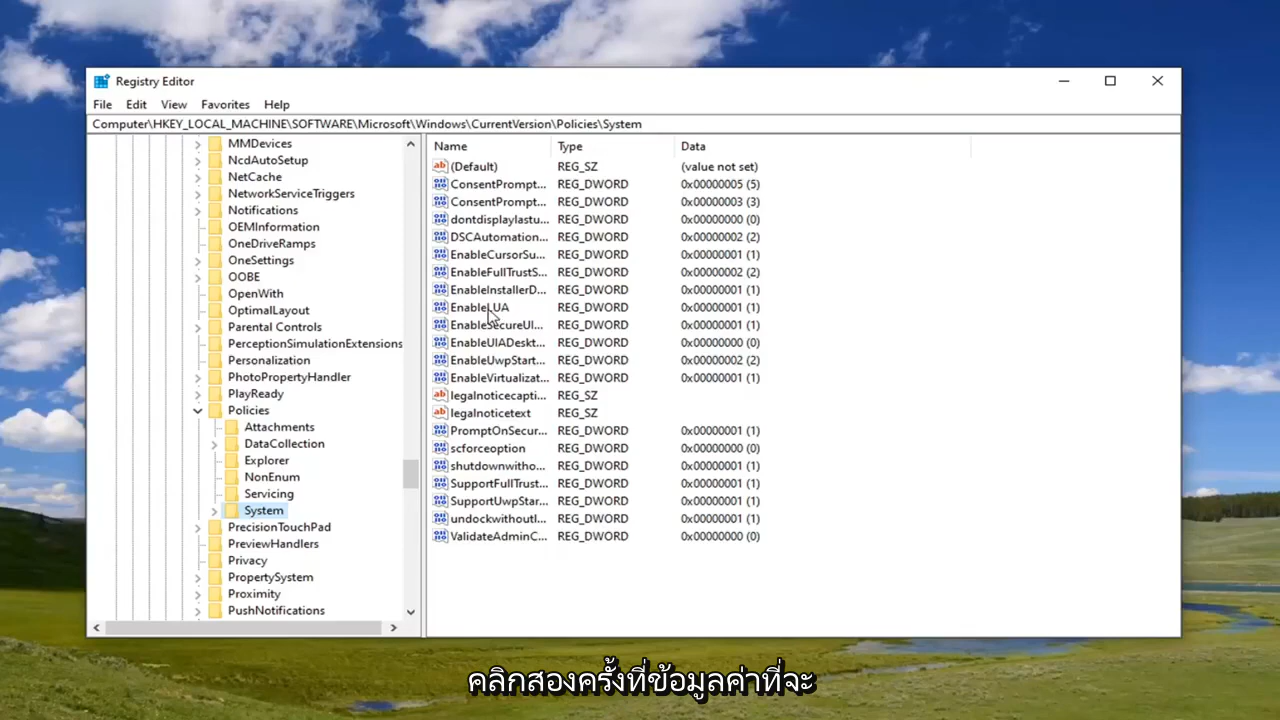 Registry Editor
File Edit View Favorites Help
Computer\HKEY_LOCAL_MACHINE\SOFTWARE\Microsoft\Windows\CurrentVersion\Policies\System
MMDevices
NcdAutoSetup
NetCache
NetworkServiceTriggers
Notifications
OEMInformation
OneDriveRamps
OneSettings
OOBE
OpenWith
OptimalLayout
Parental Controls
PerceptionSimulationExtensions
Personalization
PhotoPropertyHandler
PlayReady
Policies
Attachments
DataCollection
Explorer
NonEnum
Servicing
System
PrecisionTouchPad
PreviewHandlers
Privacy
PropertySystem
Proximity
PushNotifications
Name Type Data
(Default) REG_SZ (value not set)
ConsentPrompt... REG_DWORD 0x00000005 (5)
ConsentPrompt... REG_DWORD 0x00000003 (3)
dontdisplaylastu... REG_DWORD 0x00000000 (0)
DSCAutomation... REG_DWORD 0x00000002 (2)
EnableCursorSu... REG_DWORD 0x00000001 (1)
EnableFullTrustS... REG_DWORD 0x00000002 (2)
EnableInstallerD... REG_DWORD 0x00000001 (1)
EnableLUA REG_DWORD 0x00000001 (1)
EnableSecureUI... REG_DWORD 0x00000001 (1)
EnableUIADeskt... REG_DWORD 0x00000000 (0)
EnableUwpStart... REG_DWORD 0x00000002 (2)
EnableVirtualizat... REG_DWORD 0x00000001 (1)
legalnoticecapti... REG_SZ
legalnoticetext REG_SZ
PromptOnSecur... REG_DWORD 0x00000001 (1)
scforceoption REG_DWORD 0x00000000 (0)
shutdownwitho... REG_DWORD 0x00000001 (1)
SupportFullTrust... REG_DWORD 0x00000001 (1)
SupportUwpStar... REG_DWORD 0x00000001 (1)
undockwithoutl... REG_DWORD 0x00000001 (1)
ValidateAdminC... REG_DWORD 0x00000000 (0)
คลิกสองครั้งที่ข้อมูลค่าที่จะ